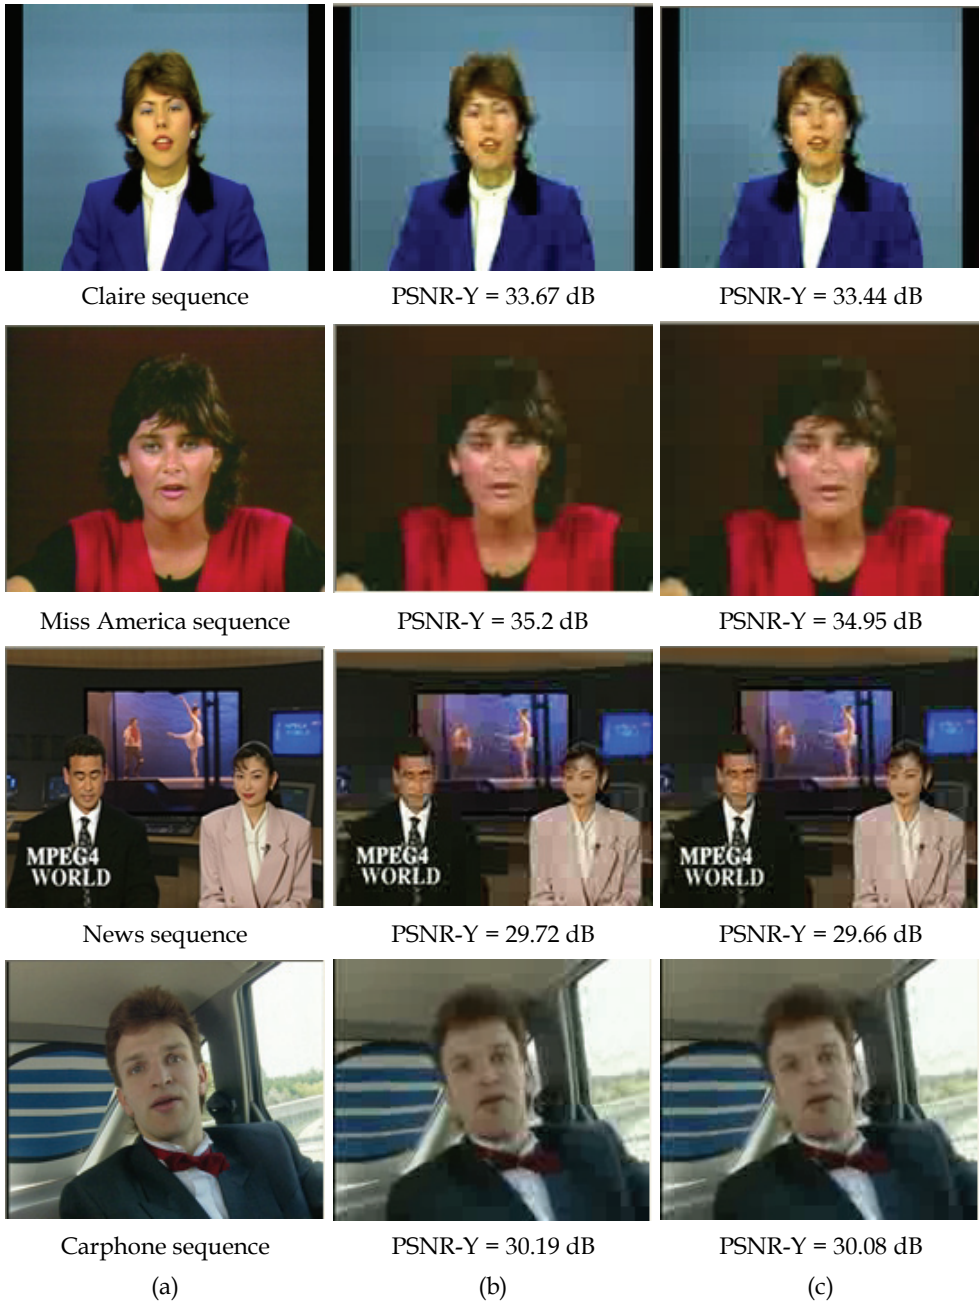 Claire sequence
PSNR-Y = 33.67 dB
PSNR-Y = 33.44 dB
Miss America sequence
PSNR-Y = 35.2 dB
PSNR-Y = 34.95 dB
MPEG4
WORLD
MPEG4
WORLD
MPEG4
WORLD
News sequence
PSNR-Y = 29.72 dB
PSNR-Y = 29.66 dB
Carphone sequence
PSNR-Y = 30.19 dB
PSNR-Y = 30.08 dB
(a)
(b)
(c)